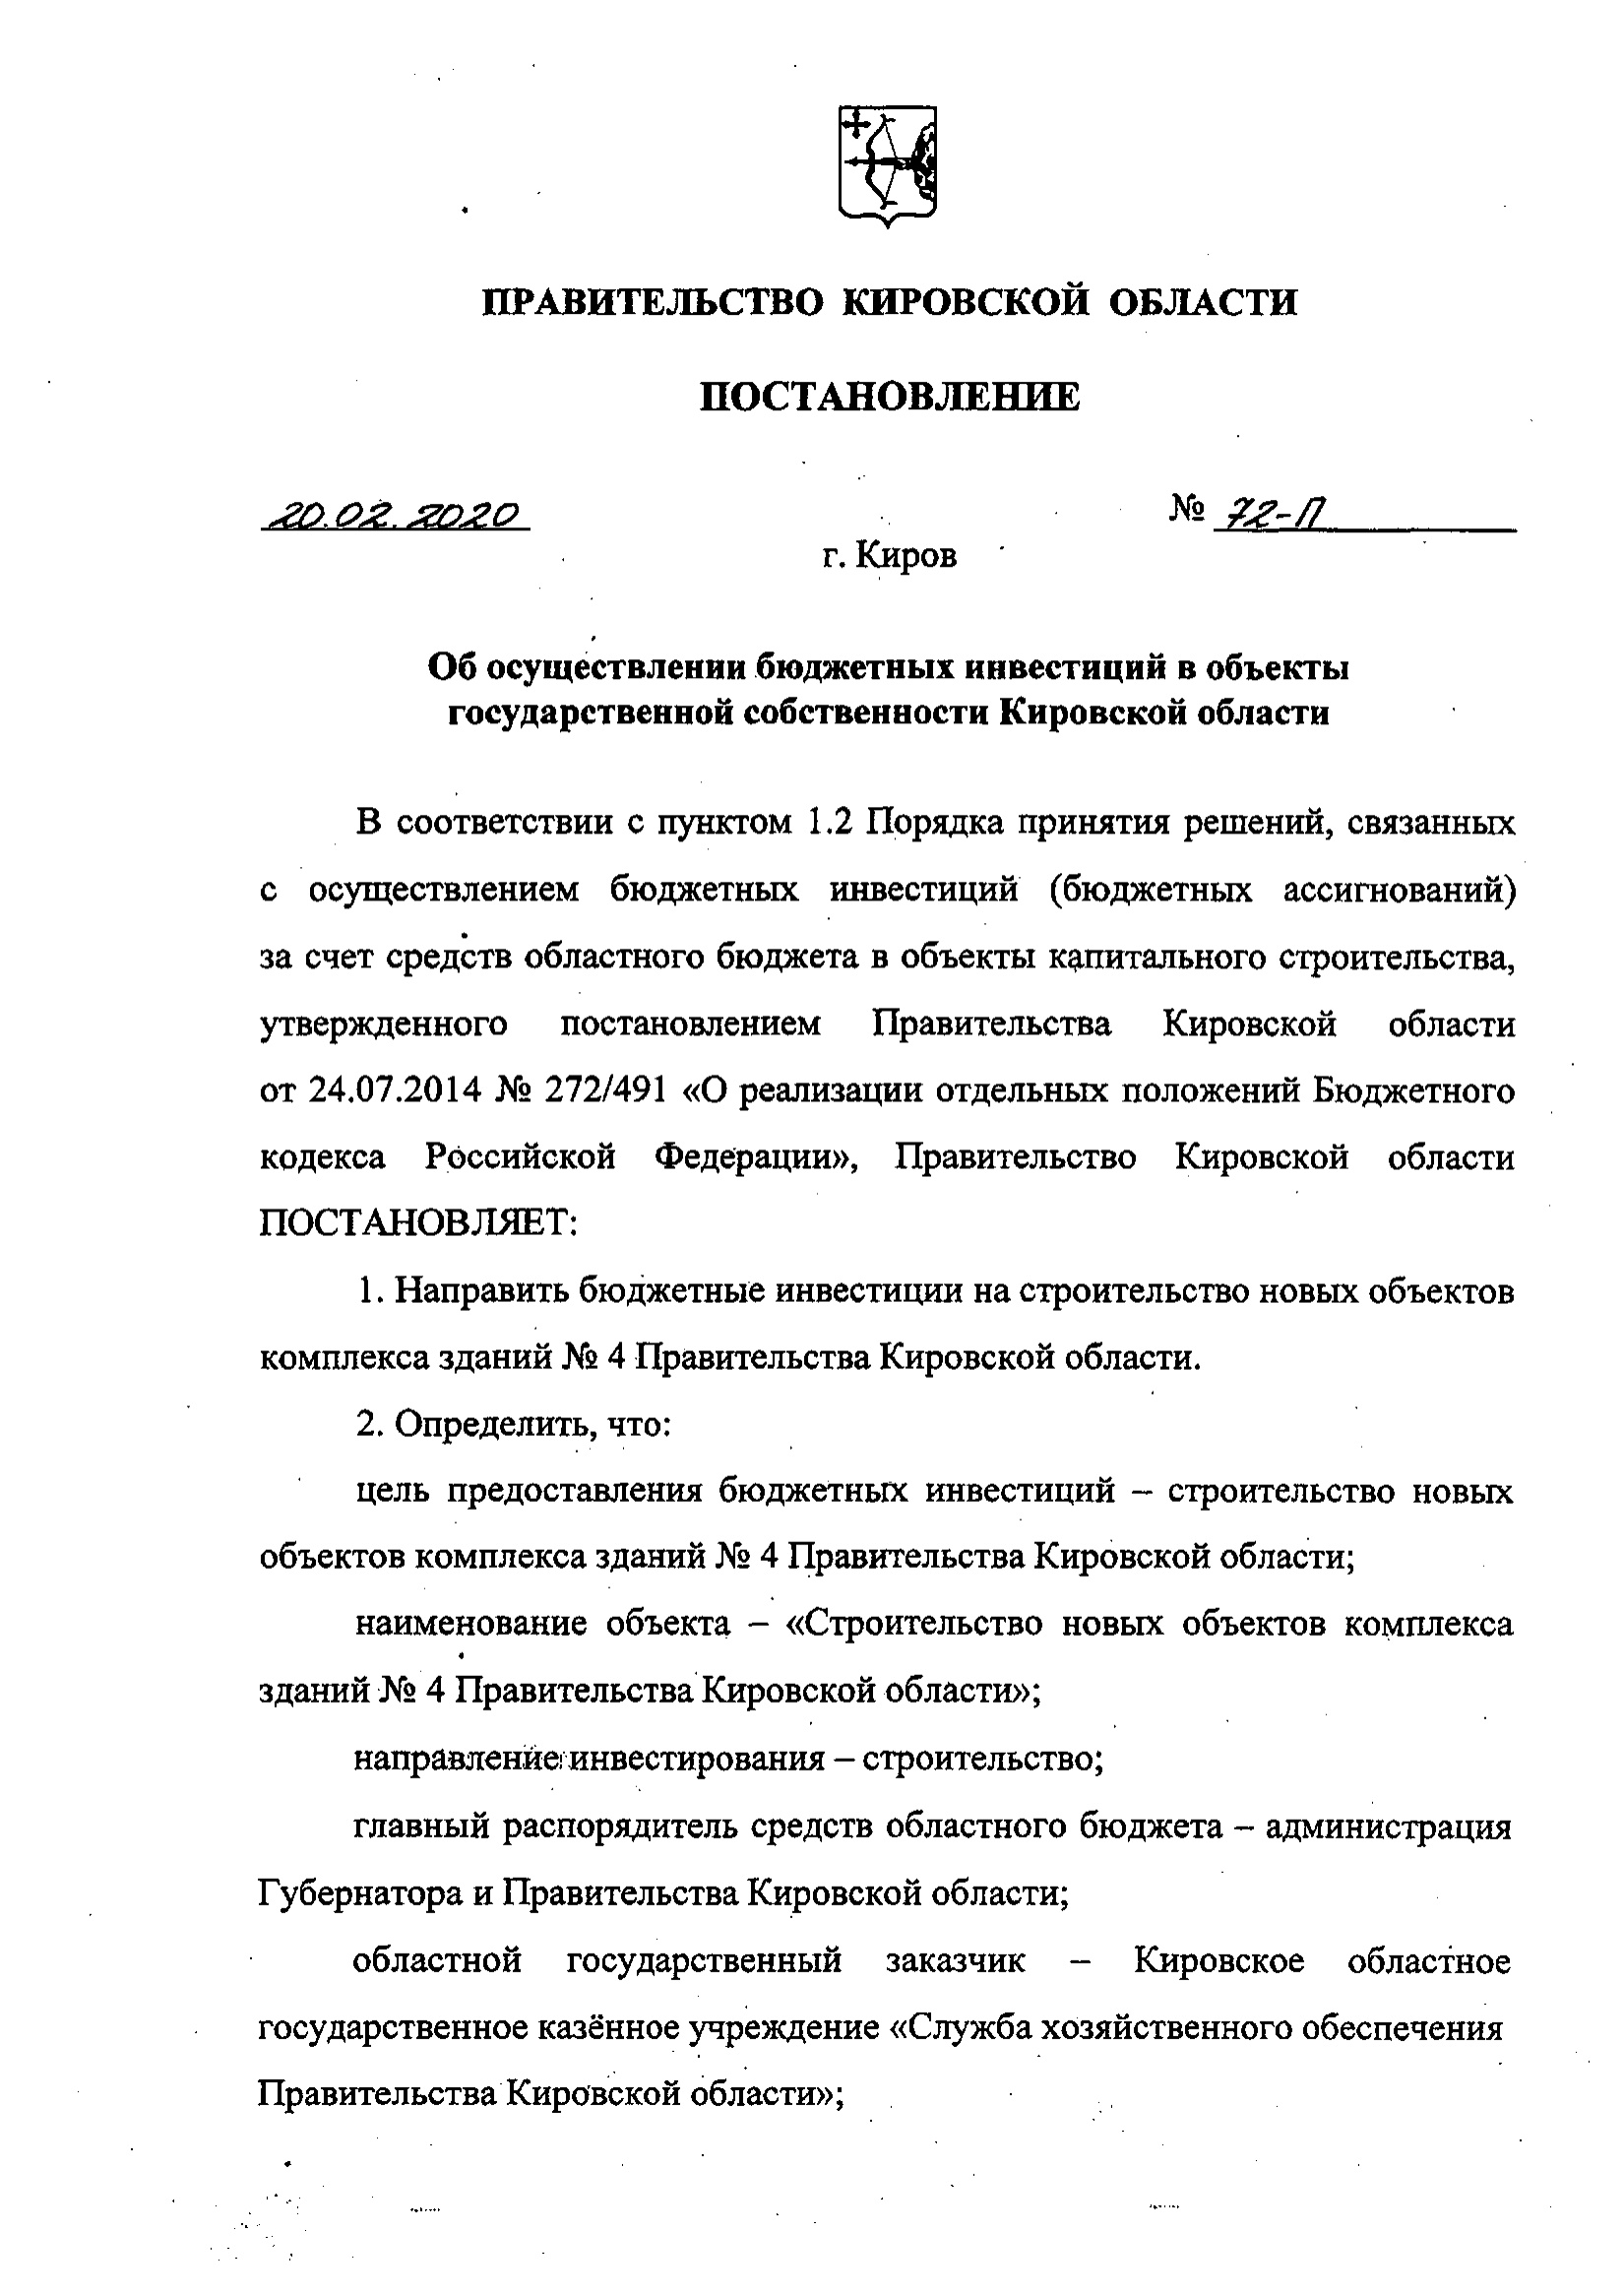 ПРАВИТЕЛЬСТВО КИРОВСКОЙ ОБЛАСТИ
ПОСТАНОВЛЕНИЕ
20.02.2020 № 72-П
г. Киров
Об осуществлении бюджетных инвестиций в объекты
государственной собственности Кировской области
В соответствии с пунктом 1.2 Порядка принятия решений, связанных
с осуществлением бюджетных инвестиций (бюджетных ассигнований)
за счет средств областного бюджета в объекты капитального строительства,
утвержденного постановлением Правительства Кировской области
от 24.07.2014 № 272/491 «О реализации отдельных положений Бюджетного
кодекса Российской Федерации», Правительство Кировской области
ПОСТАНОВЛЯЕТ:
1. Направить бюджетные инвестиции на строительство новых объектов
комплекса зданий № 4 Правительства Кировской области.
2. Определить, что:
цель предоставления бюджетных инвестиций – строительство новых
объектов комплекса зданий № 4 Правительства Кировской области;
наименование объекта – «Строительство новых объектов комплекса
зданий № 4 Правительства Кировской области»;
направление инвестирования – строительство;
главный распорядитель средств областного бюджета – администрация
Губернатора и Правительства Кировской области;
областной государственный заказчик – Кировское областное
государственное казённое учреждение «Служба хозяйственного обеспечения
Правительства Кировской области»;